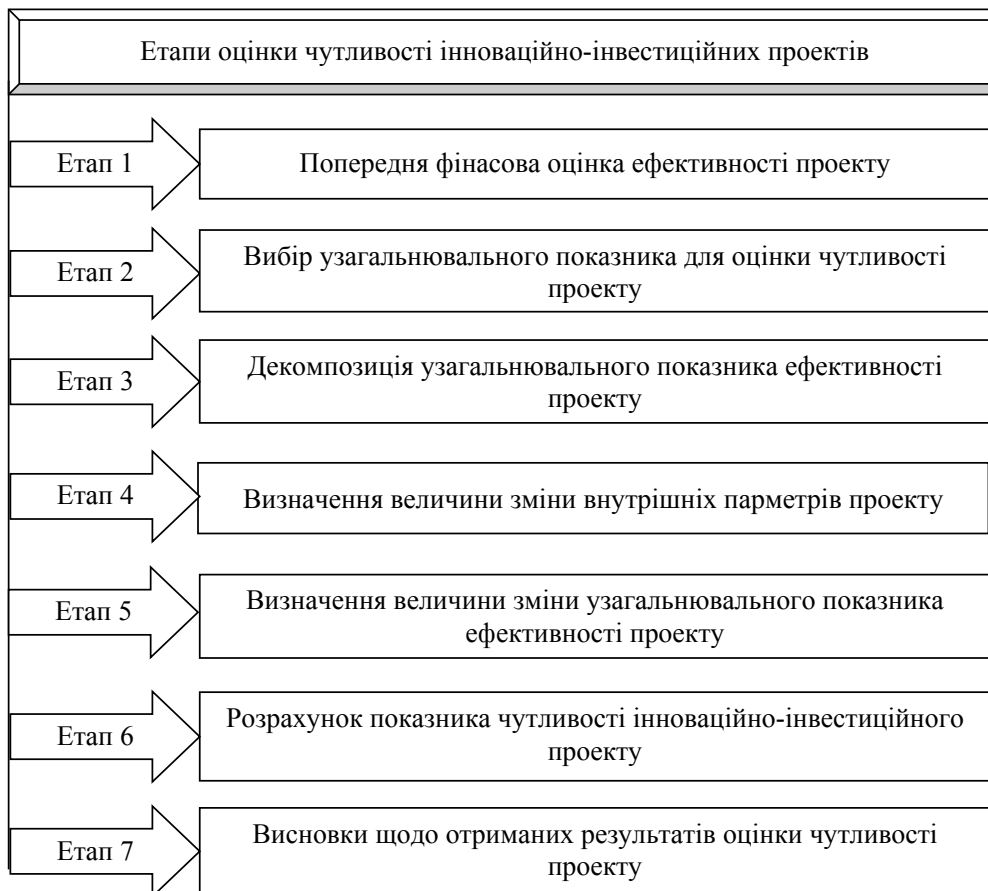 Етапи оцінки чутливості інноваційно-інвестиційних проектів
Етап 1
Попередня фінасова оцінка ефективності проекту
Етап 2
Вибір узагальнювального показника для оцінки чутливості
проекту
Етап 3
Декомпозиція узагальнювального показника ефективності
проекту
Етап 4
Визначення величини зміни внутрішніх парметрів проекту
Етап 5
Визначення величини зміни узагальнювального показника
ефективності проекту
Етап 6
Розрахунок показника чутливості інноваційно-інвестиційного
проекту
Етап 7
Висновки щодо отриманих результатів оцінки чутливості
проекту